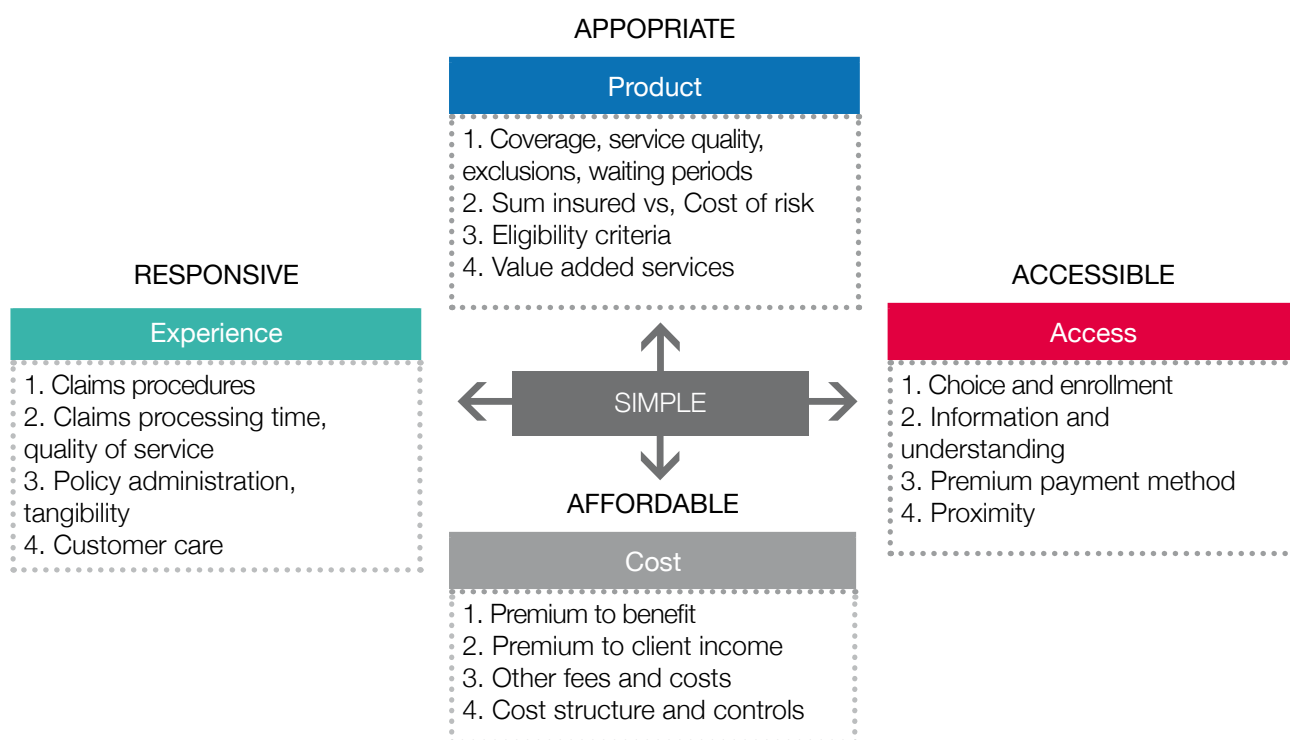 APPOPRIATE
Product
1. Coverage, service quality,
exclusions, waiting periods
2. Sum insured vs, Cost of risk
3. Eligibility criteria
4. Value added services
RESPONSIVE
Experience
1. Claims procedures
2. Claims processing time,
quality of service
3. Policy administration,
tangibility
4. Customer care
SIMPLE
ACCESSIBLE
Access
1. Choice and enrollment
2. Information and
understanding
3. Premium payment method
4. Proximity
AFFORDABLE
Cost
1. Premium to benefit
2. Premium to client income
3. Other fees and costs
4. Cost structure and controls